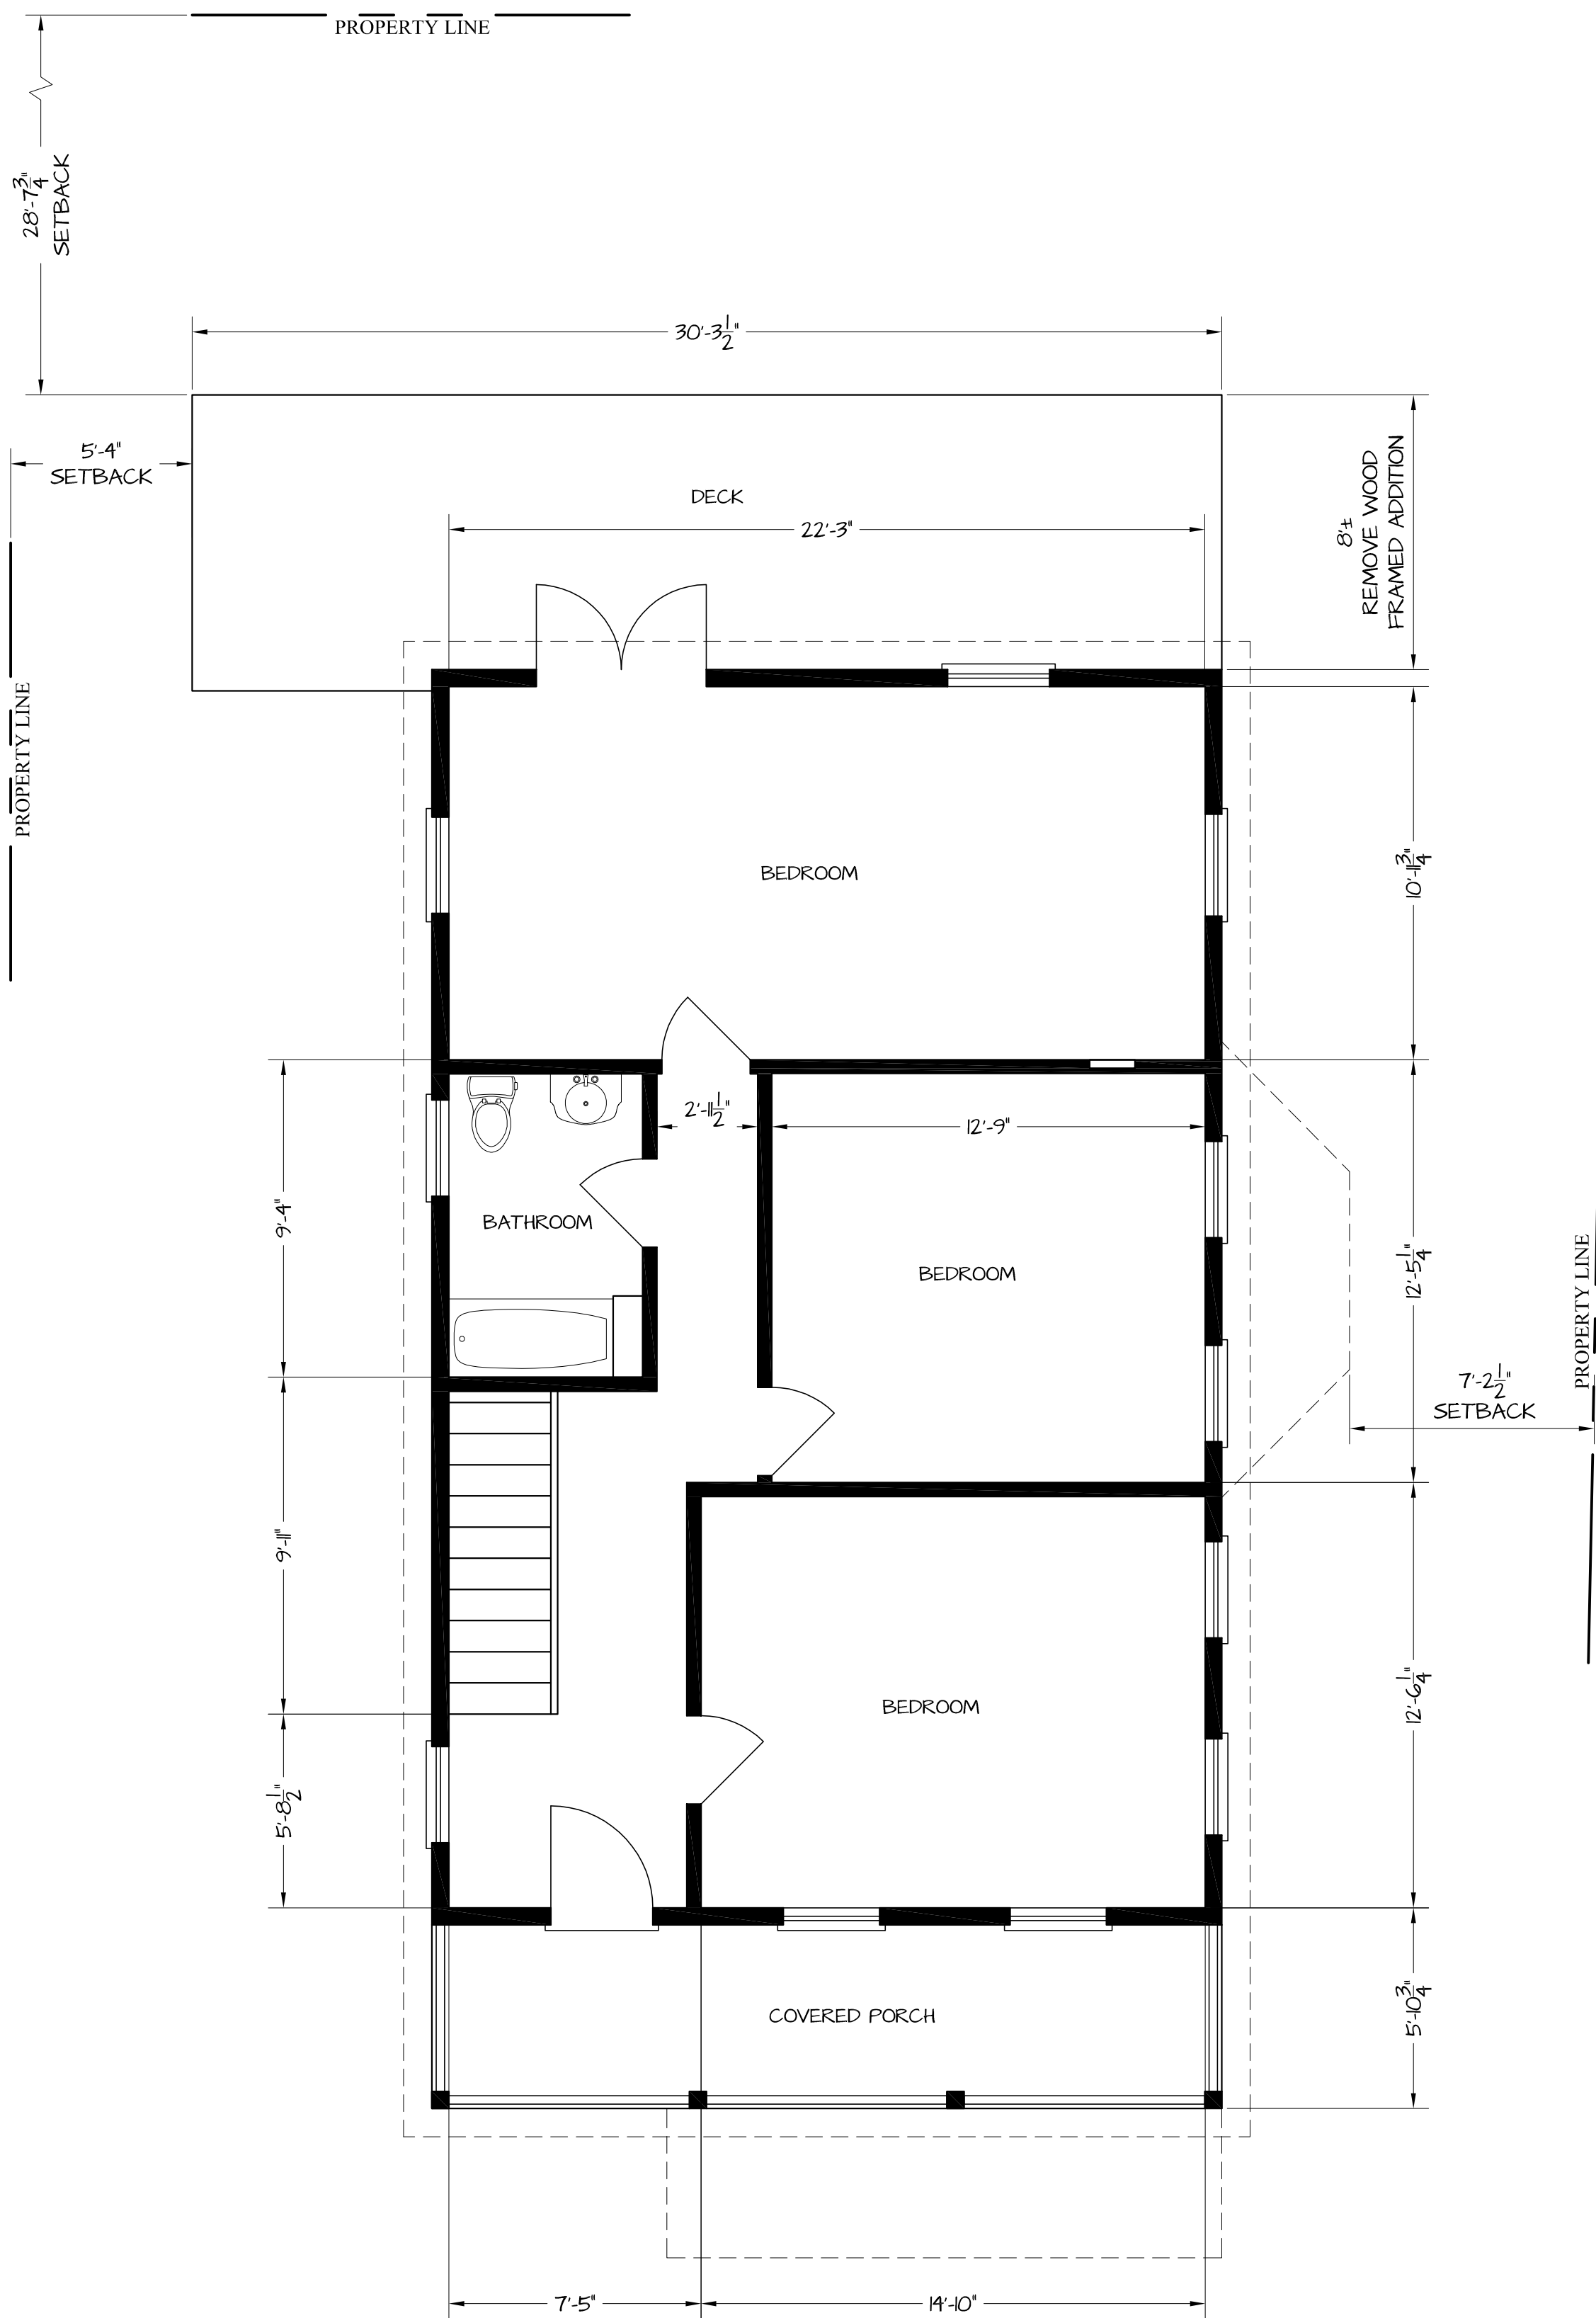 PROPERTY LINE
28'-7 3/4"
SETBACK
30'-3 1/2"
5'-4"
SETBACK
DECK
22'-3"
8'±
REMOVE WOOD
FRAMED ADDITION
PROPERTY LINE
BEDROOM
10'-11 3/4"
2'-11 1/2"
12'-9"
9'-4"
BATHROOM
BEDROOM
12'-5 1/4"
PROPERTY LINE
7'-2 1/2"
SETBACK
9'-11"
BEDROOM
12'-6 1/4"
5'-8 1/2"
COVERED PORCH
5'-10 3/4"
7'-5"
14'-10"